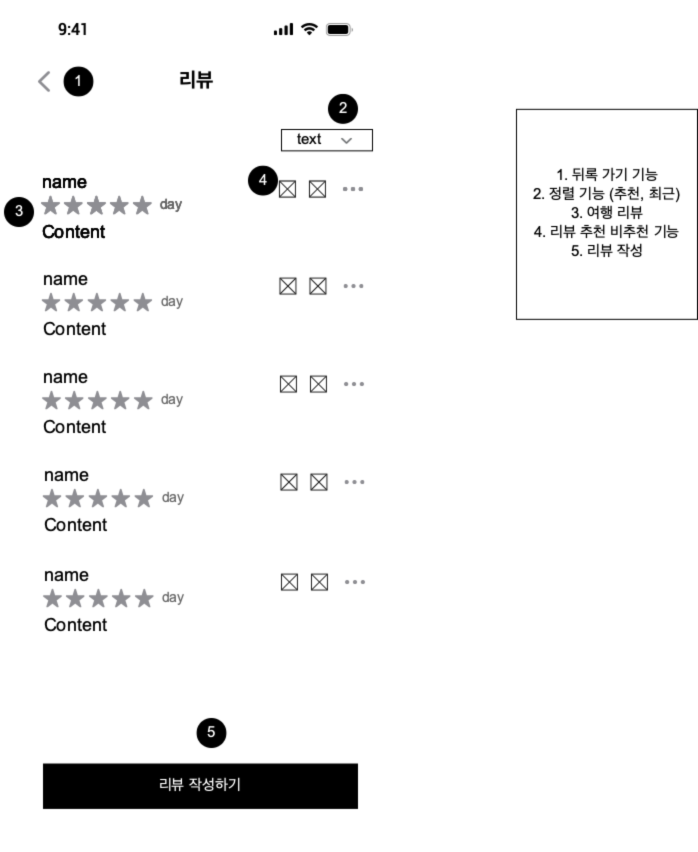 9:41
1
리뷰
2
text
name
4
3
day
Content
name
day
Content
name
day
Content
name
day
Content
name
day
Content
5
리뷰 작성하기
1. 뒤록 가기 기능
2. 정렬 기능 (추천, 최근)
3. 여행 리뷰
4. 리뷰 추천 비추천 기능
5. 리뷰 작성